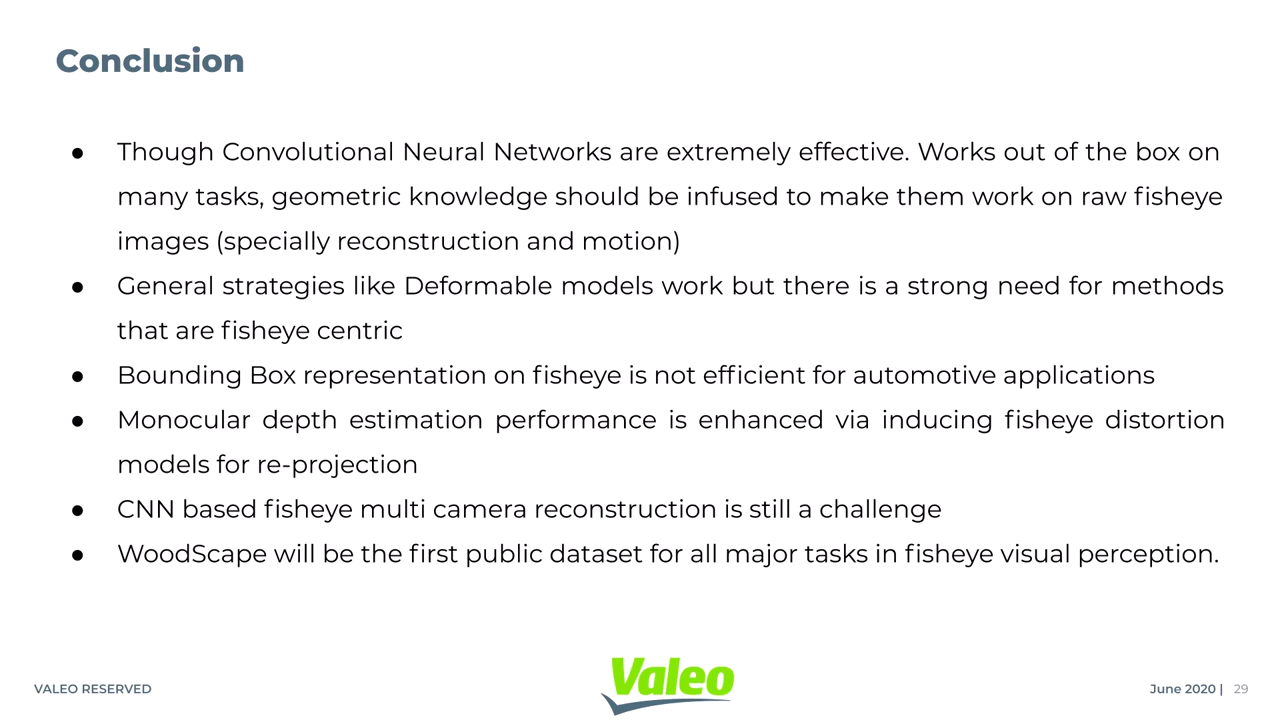 Conclusion
● Though Convolutional Neural Networks are extremely effective. Works out of the box on
many tasks, geometric knowledge should be infused to make them work on raw fisheye
images (specially reconstruction and motion)
● General strategies like Deformable models work but there is a strong need for methods
that are fisheye centric
● Bounding Box representation on fisheye is not efficient for automotive applications
● Monocular depth estimation performance is enhanced via inducing fisheye distortion
models for re-projection
● CNN based fisheye multi camera reconstruction is still a challenge
● WoodScape will be the first public dataset for all major tasks in fisheye visual perception.
VALEO RESERVED
Valeo
June 2020 | 29